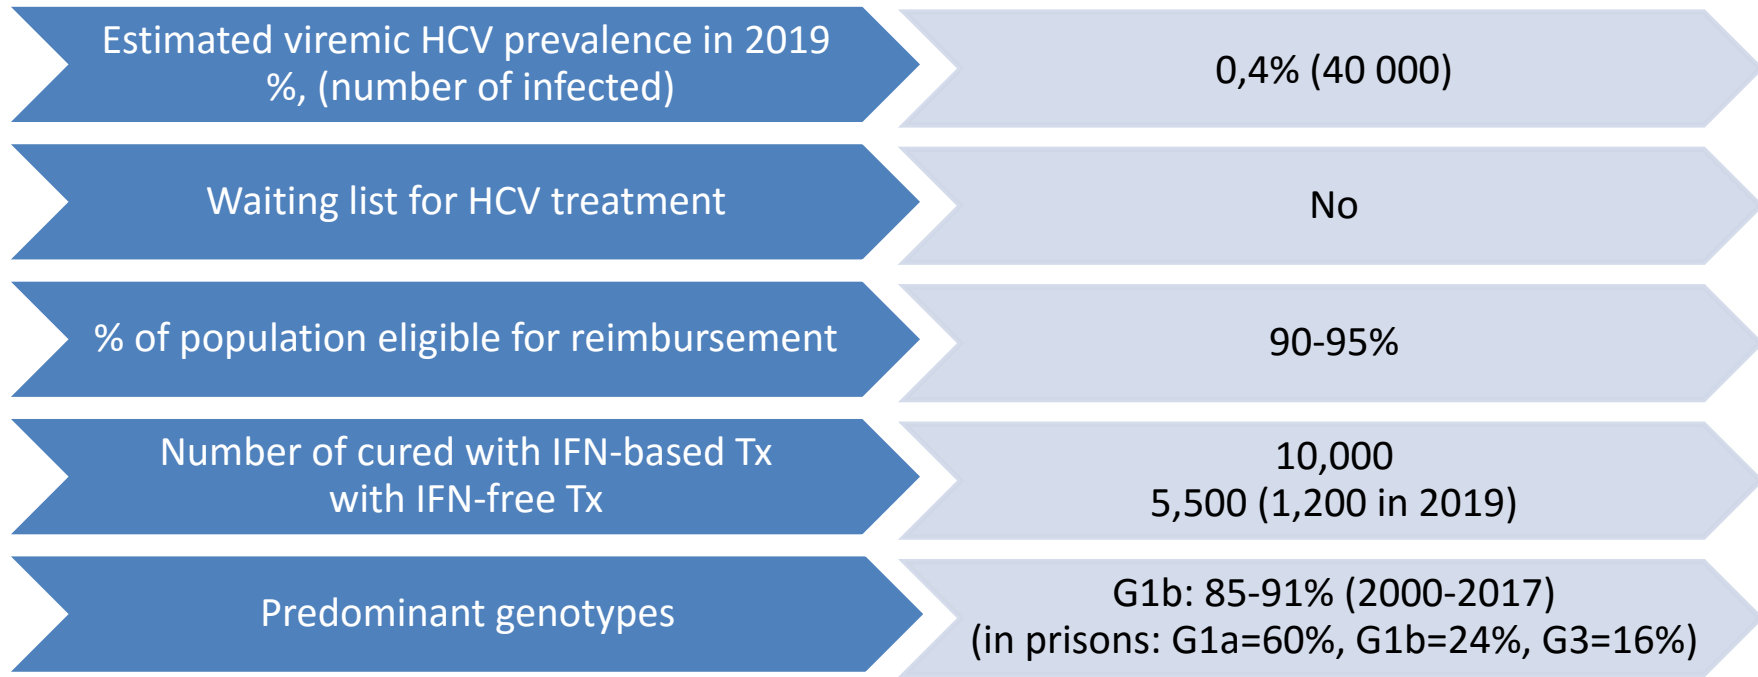 Estimated viremic HCV prevalence in 2019
%, (number of infected)
0,4% (40 000)
Waiting list for HCV treatment
No
% of population eligible for reimbursement
90-95%
Number of cured with IFN-based Tx
with IFN-free Tx
10,000
5,500 (1,200 in 2019)
Predominant genotypes
G1b: 85-91% (2000-2017)
(in prisons: G1a=60%, G1b=24%, G3=16%)